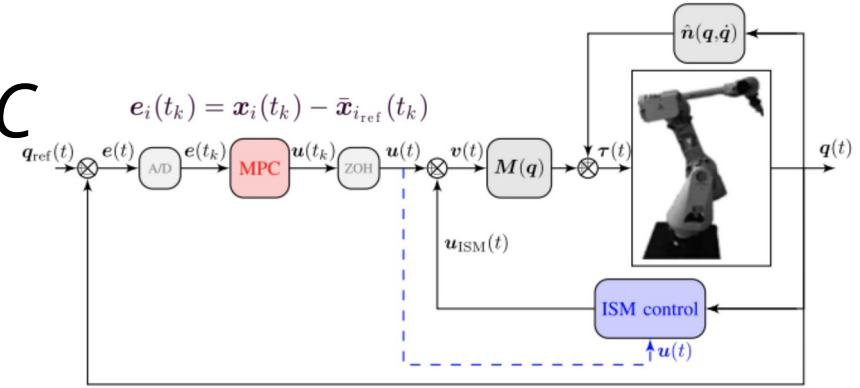 C
n̂(q,q̇)
e_i(t_k) = x_i(t_k) − x̄_{i_ref}(t_k)
q_ref(t) e(t) A/D e(t_k) MPC u(t_k) ZOH u(t) v(t) M(q) τ(t) q(t)
u_ISM(t)
ISM control
u(t)